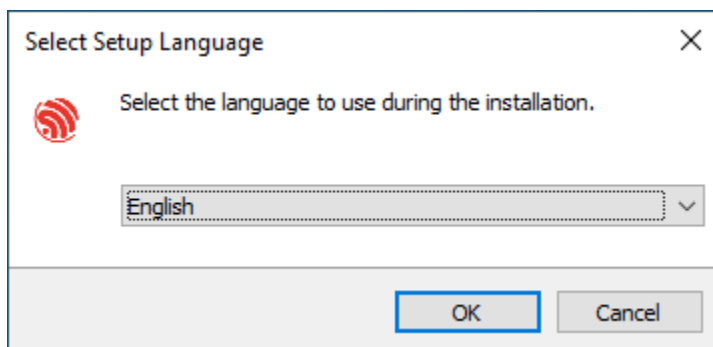 Select Setup Language
Select the language to use during the installation.
English
OK
Cancel